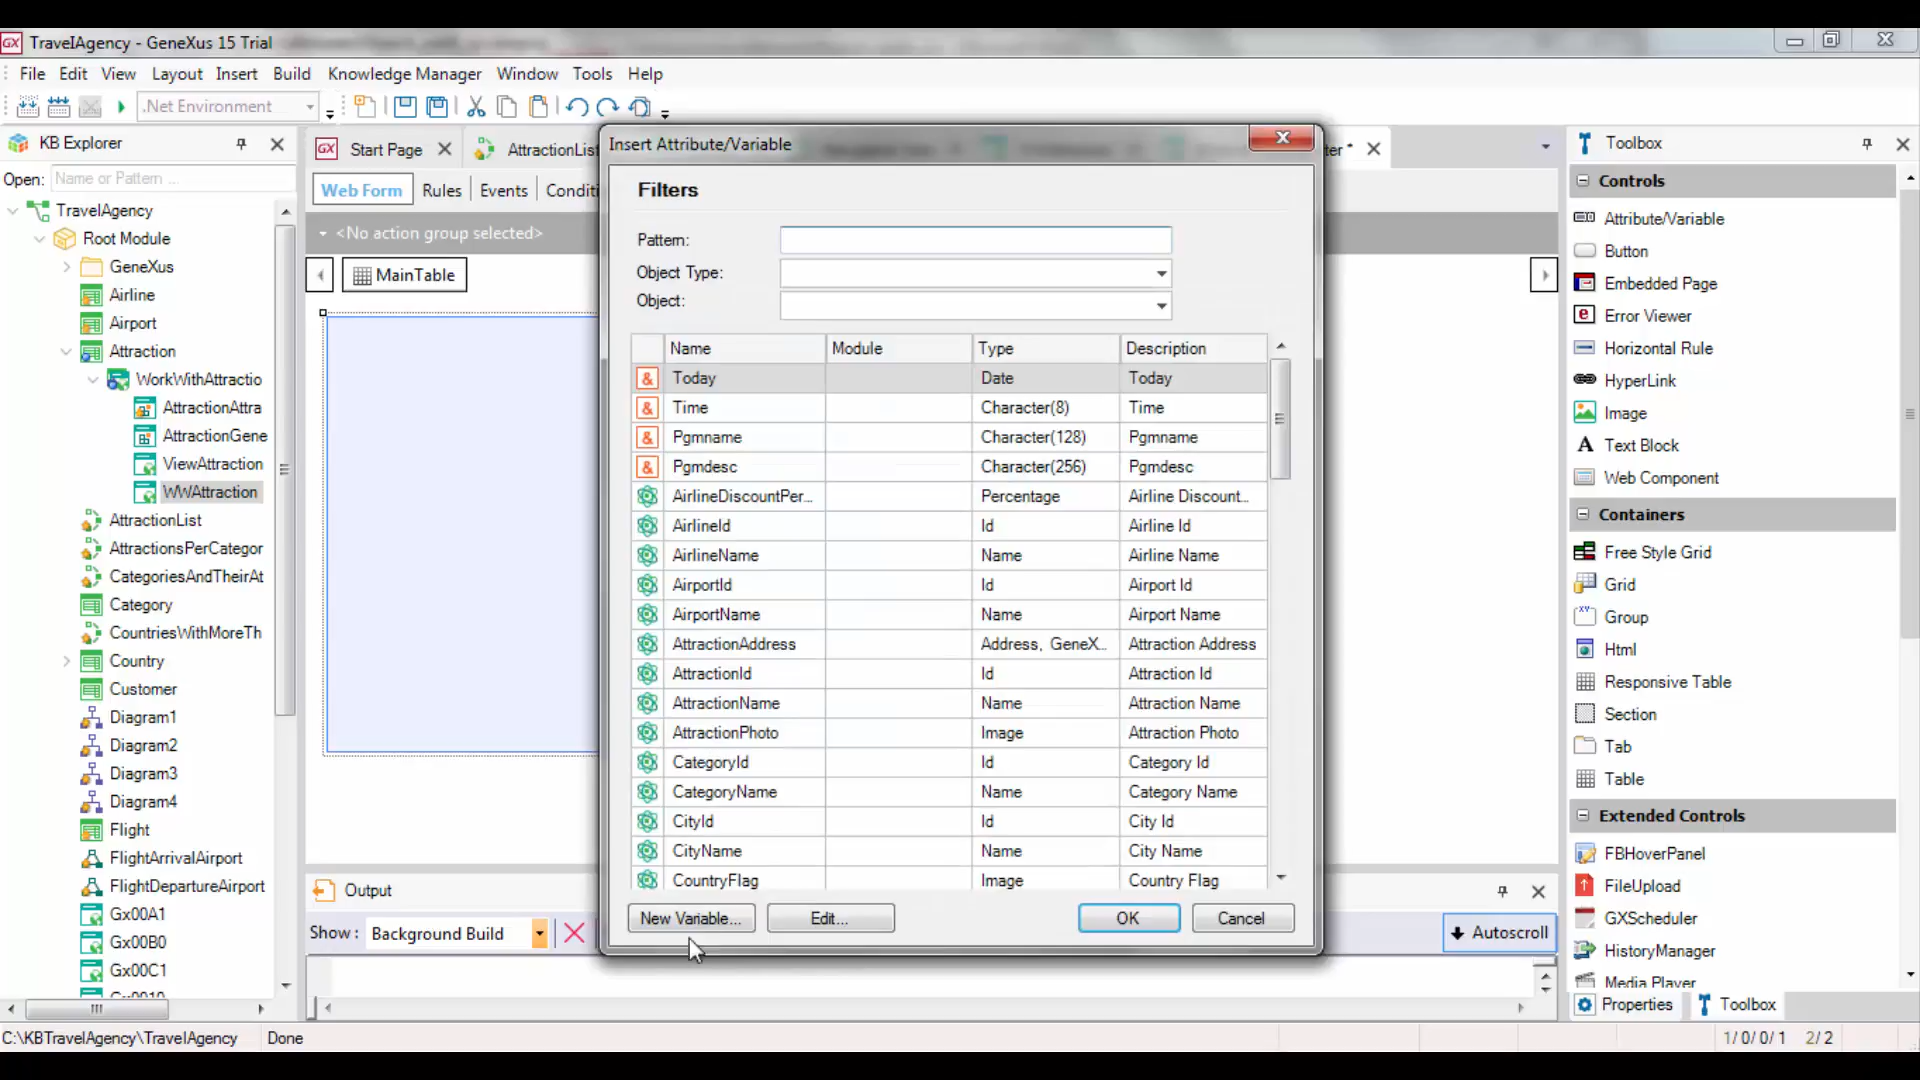 TravelAgency - GeneXus 15 Trial
File Edit View Layout Insert Build Knowledge Manager Window Tools Help
.Net Environment
KB Explorer
Open: Name or Pattern ...
TravelAgency
Root Module
GeneXus
Airline
Airport
Attraction
WorkWithAttractio
AttractionAttra
AttractionGene
ViewAttraction
WWAttraction
AttractionList
AttractionsPerCategor
CategoriesAndTheirAt
Category
CountriesWithMoreTh
Country
Customer
Diagram1
Diagram2
Diagram3
Diagram4
Flight
FlightArrivalAirport
FlightDepartureAirport
Gx00A1
Gx00B0
Gx00C1
Gx0010
Start Page
AttractionList
ter *
Web Form Rules Events Conditi
<No action group selected>
MainTable
Insert Attribute/Variable
Filters
Pattern:
Object Type:
Object:
Name Module Type Description
& Today Date Today
& Time Character(8) Time
& Pgmname Character(128) Pgmname
& Pgmdesc Character(256) Pgmdesc
AirlineDiscountPer... Percentage Airline Discount...
AirlineId Id Airline Id
AirlineName Name Airline Name
AirportId Id Airport Id
AirportName Name Airport Name
AttractionAddress Address, GeneX... Attraction Address
AttractionId Id Attraction Id
AttractionName Name Attraction Name
AttractionPhoto Image Attraction Photo
CategoryId Id Category Id
CategoryName Name Category Name
CityId Id City Id
CityName Name City Name
CountryFlag Image Country Flag
New Variable... Edit... OK Cancel
Output
Show : Background Build
Autoscroll
Toolbox
Controls
Attribute/Variable
Button
Embedded Page
Error Viewer
Horizontal Rule
HyperLink
Image
Text Block
Web Component
Containers
Free Style Grid
Grid
Group
Html
Responsive Table
Section
Tab
Table
Extended Controls
FBHoverPanel
FileUpload
GXScheduler
HistoryManager
Media Player
Properties Toolbox
C:\KBTravelAgency\TravelAgency Done 1/0/0/1 2/2